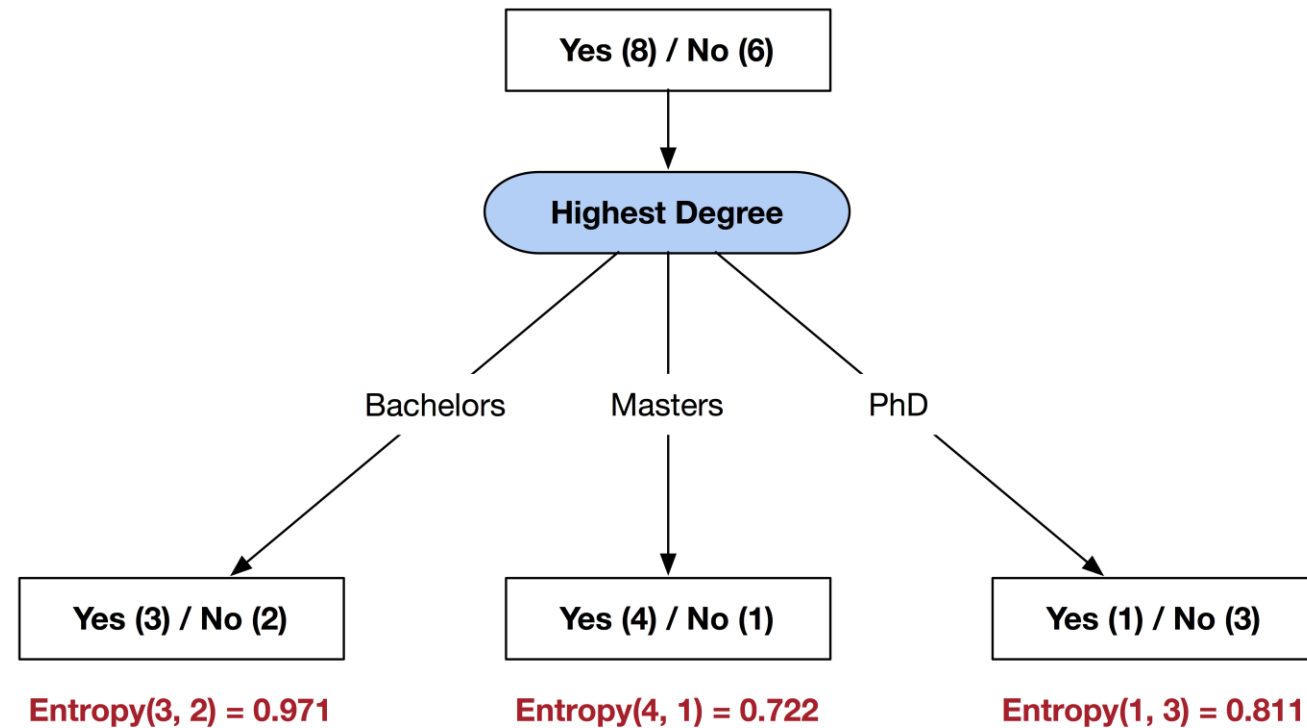 Yes (8) / No (6)
Highest Degree
Bachelors
Masters
PhD
Yes (3) / No (2)
Yes (4) / No (1)
Yes (1) / No (3)
Entropy(3, 2) = 0.971
Entropy(4, 1) = 0.722
Entropy(1, 3) = 0.811